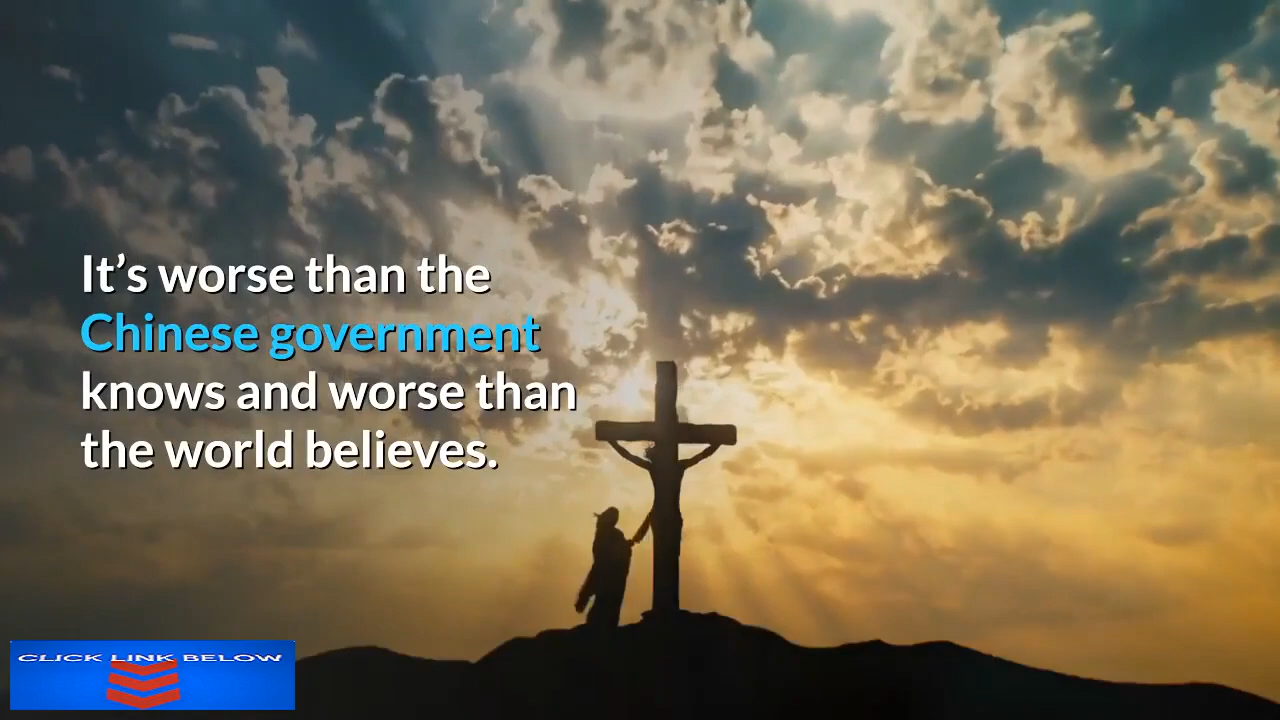 It’s worse than the
Chinese government
knows and worse than
the world believes.
CLICK LINK BELOW